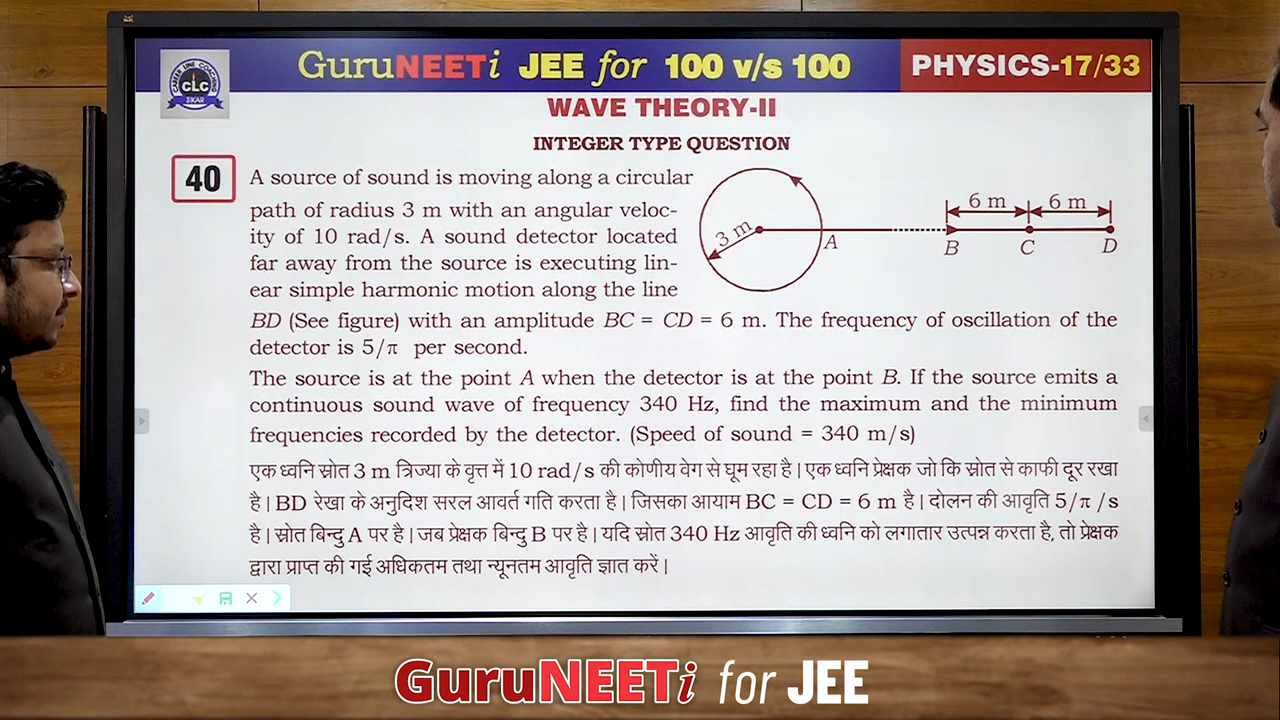 GuruNEETi JEE for 100 v/s 100
PHYSICS-17/33
CAREER LINE COACHING
CLC
SIKAR
WAVE THEORY-II
INTEGER TYPE QUESTION
40
A source of sound is moving along a circular
path of radius 3 m with an angular veloc-
ity of 10 rad/s. A sound detector located
far away from the source is executing lin-
ear simple harmonic motion along the line
BD (See figure) with an amplitude BC = CD = 6 m. The frequency of oscillation of the
detector is 5/π per second.
3 m
A
6 m 6 m
B C D
The source is at the point A when the detector is at the point B. If the source emits a
continuous sound wave of frequency 340 Hz, find the maximum and the minimum
frequencies recorded by the detector. (Speed of sound = 340 m/s)
एक ध्वनि स्रोत 3 m त्रिज्या के वृत्त में 10 rad/s की कोणीय वेग से घूम रहा है। एक ध्वनि प्रेक्षक जो कि स्रोत से काफी दूर रखा
है। BD रेखा के अनुदिश सरल आवर्त गति करता है। जिसका आयाम BC = CD = 6 m है। दोलन की आवृति 5/π /s
है। स्रोत बिन्दु A पर है। जब प्रेक्षक बिन्दु B पर है। यदि स्रोत 340 Hz आवृति की ध्वनि को लगातार उत्पन्न करता है, तो प्रेक्षक
द्वारा प्राप्त की गई अधिकतम तथा न्यूनतम आवृति ज्ञात करें।
GuruNEETi for JEE